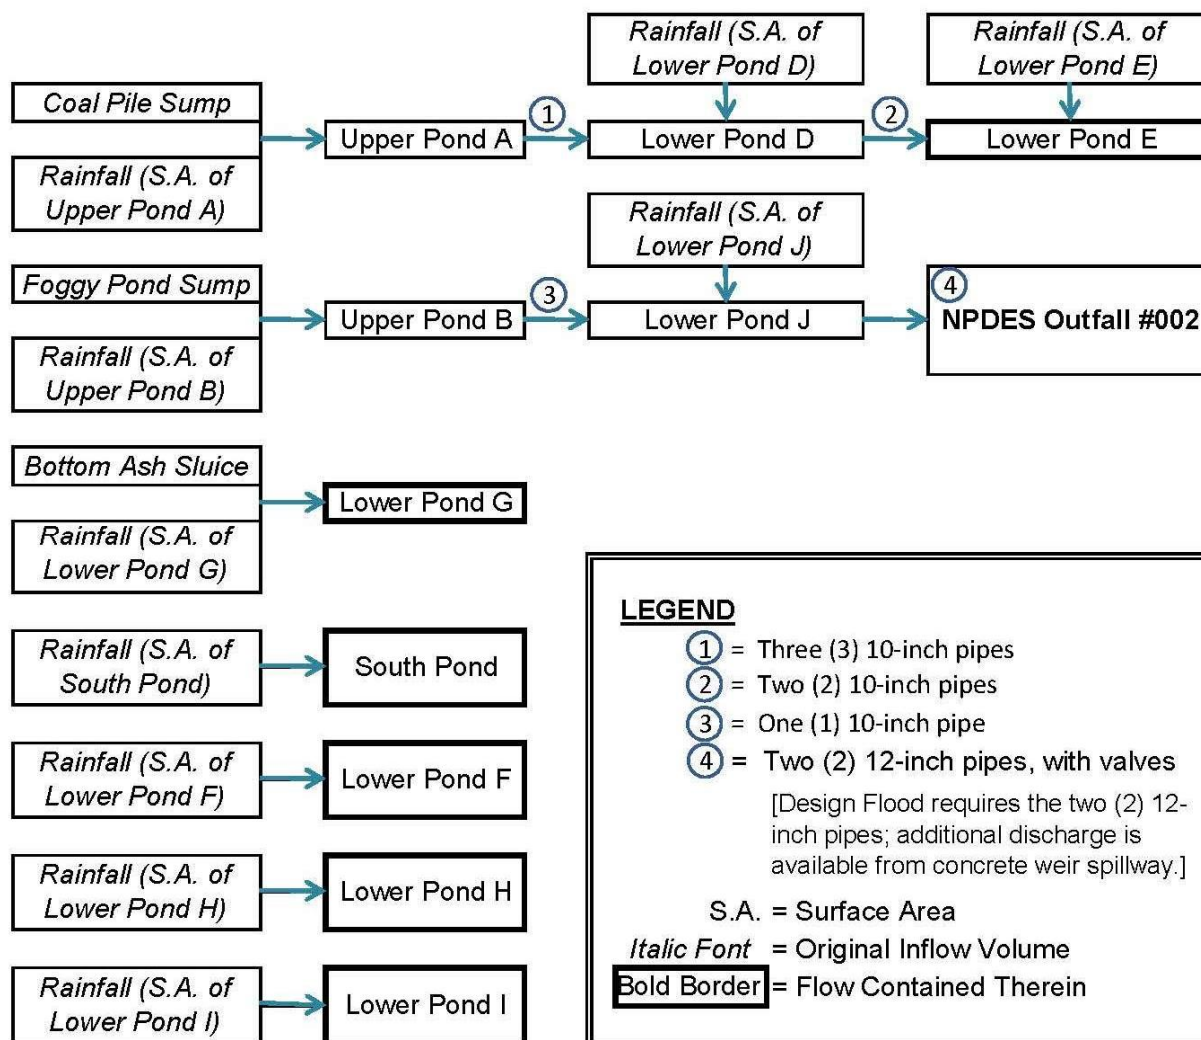 Rainfall (S.A. of
Lower Pond D)
Rainfall (S.A. of
Lower Pond E)
Coal Pile Sump
1
2
Upper Pond A
Lower Pond D
Lower Pond E
Rainfall (S.A. of
Upper Pond A)
Rainfall (S.A. of
Lower Pond J)
Foggy Pond Sump
3
4
Upper Pond B
Lower Pond J
NPDES Outfall #002
Rainfall (S.A. of
Upper Pond B)
Bottom Ash Sluice
Lower Pond G
Rainfall (S.A. of
Lower Pond G)
Rainfall (S.A. of
South Pond)
South Pond
Rainfall (S.A. of
Lower Pond F)
Lower Pond F
Rainfall (S.A. of
Lower Pond H)
Lower Pond H
Rainfall (S.A. of
Lower Pond I)
Lower Pond I
LEGEND
1 = Three (3) 10-inch pipes
2 = Two (2) 10-inch pipes
3 = One (1) 10-inch pipe
4 = Two (2) 12-inch pipes, with valves
[Design Flood requires the two (2) 12-
inch pipes; additional discharge is
available from concrete weir spillway.]
S.A. = Surface Area
Italic Font = Original Inflow Volume
Bold Border = Flow Contained Therein